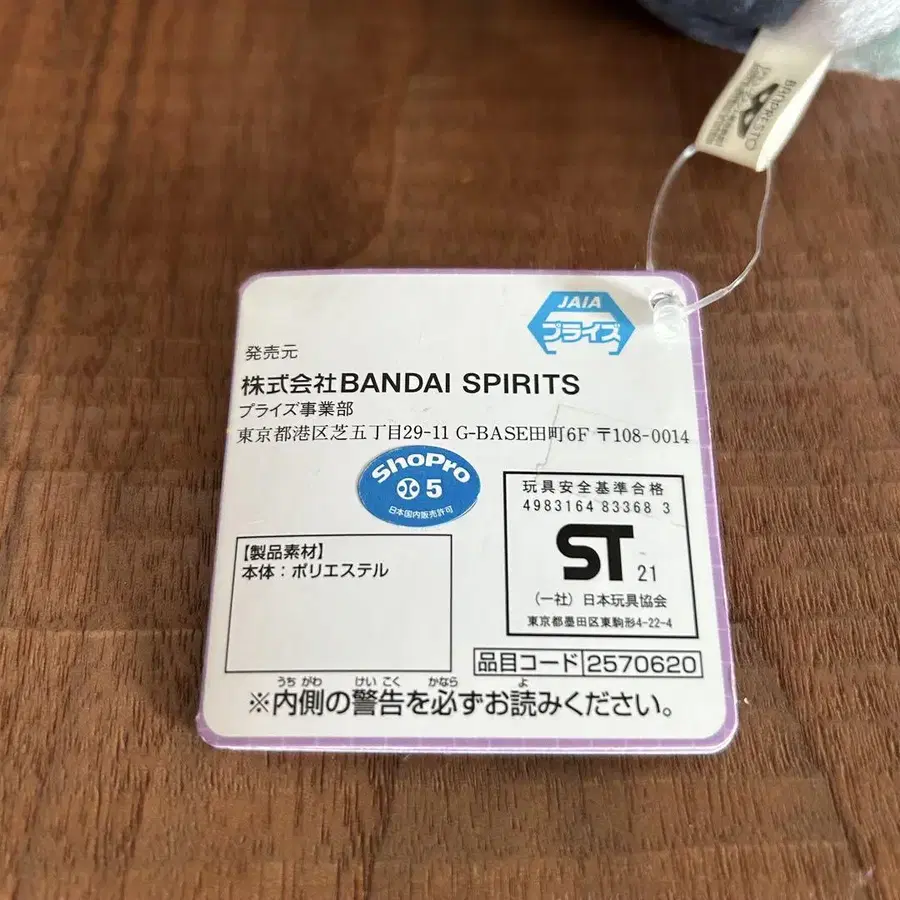 BANPRESTO
JAIA
プライズ
発売元
株式会社BANDAI SPIRITS
プライズ事業部
東京都港区芝五丁目29-11 G-BASE田町6F 〒108-0014
ShoPro
5
日本国内販売許可
玩具安全基準合格
4983164 83368 3
ST 21
(一社) 日本玩具協会
東京都墨田区東駒形4-22-4
【製品素材】
本体：ポリエステル
品目コード 2570620
うちがわ けいこく かなら よ
※内側の警告を必ずお読みください。